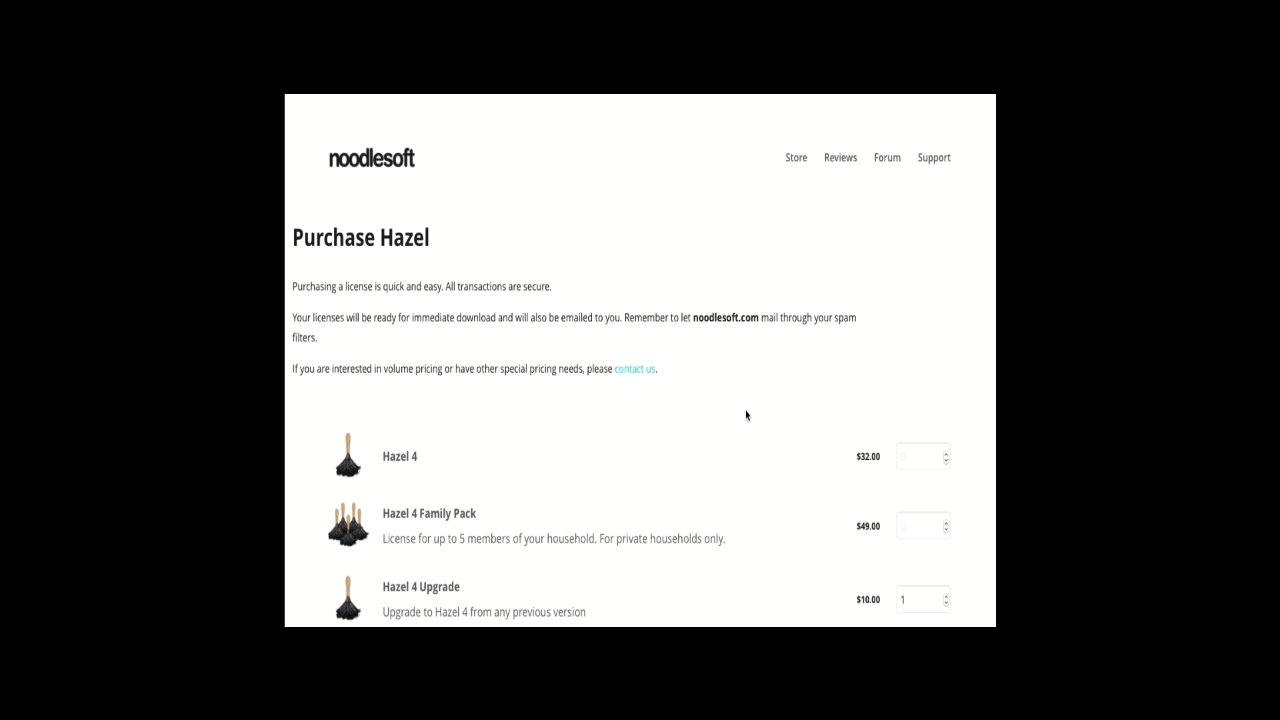 noodlesoft
Store Reviews Forum Support
Purchase Hazel
Purchasing a license is quick and easy. All transactions are secure.
Your licenses will be ready for immediate download and will also be emailed to you. Remember to let noodlesoft.com mail through your spam
filters.
If you are interested in volume pricing or have other special pricing needs, please contact us.
Hazel 4 $32.00 0
Hazel 4 Family Pack
License for up to 5 members of your household. For private households only.
$49.00 0
Hazel 4 Upgrade
Upgrade to Hazel 4 from any previous version
$10.00 1